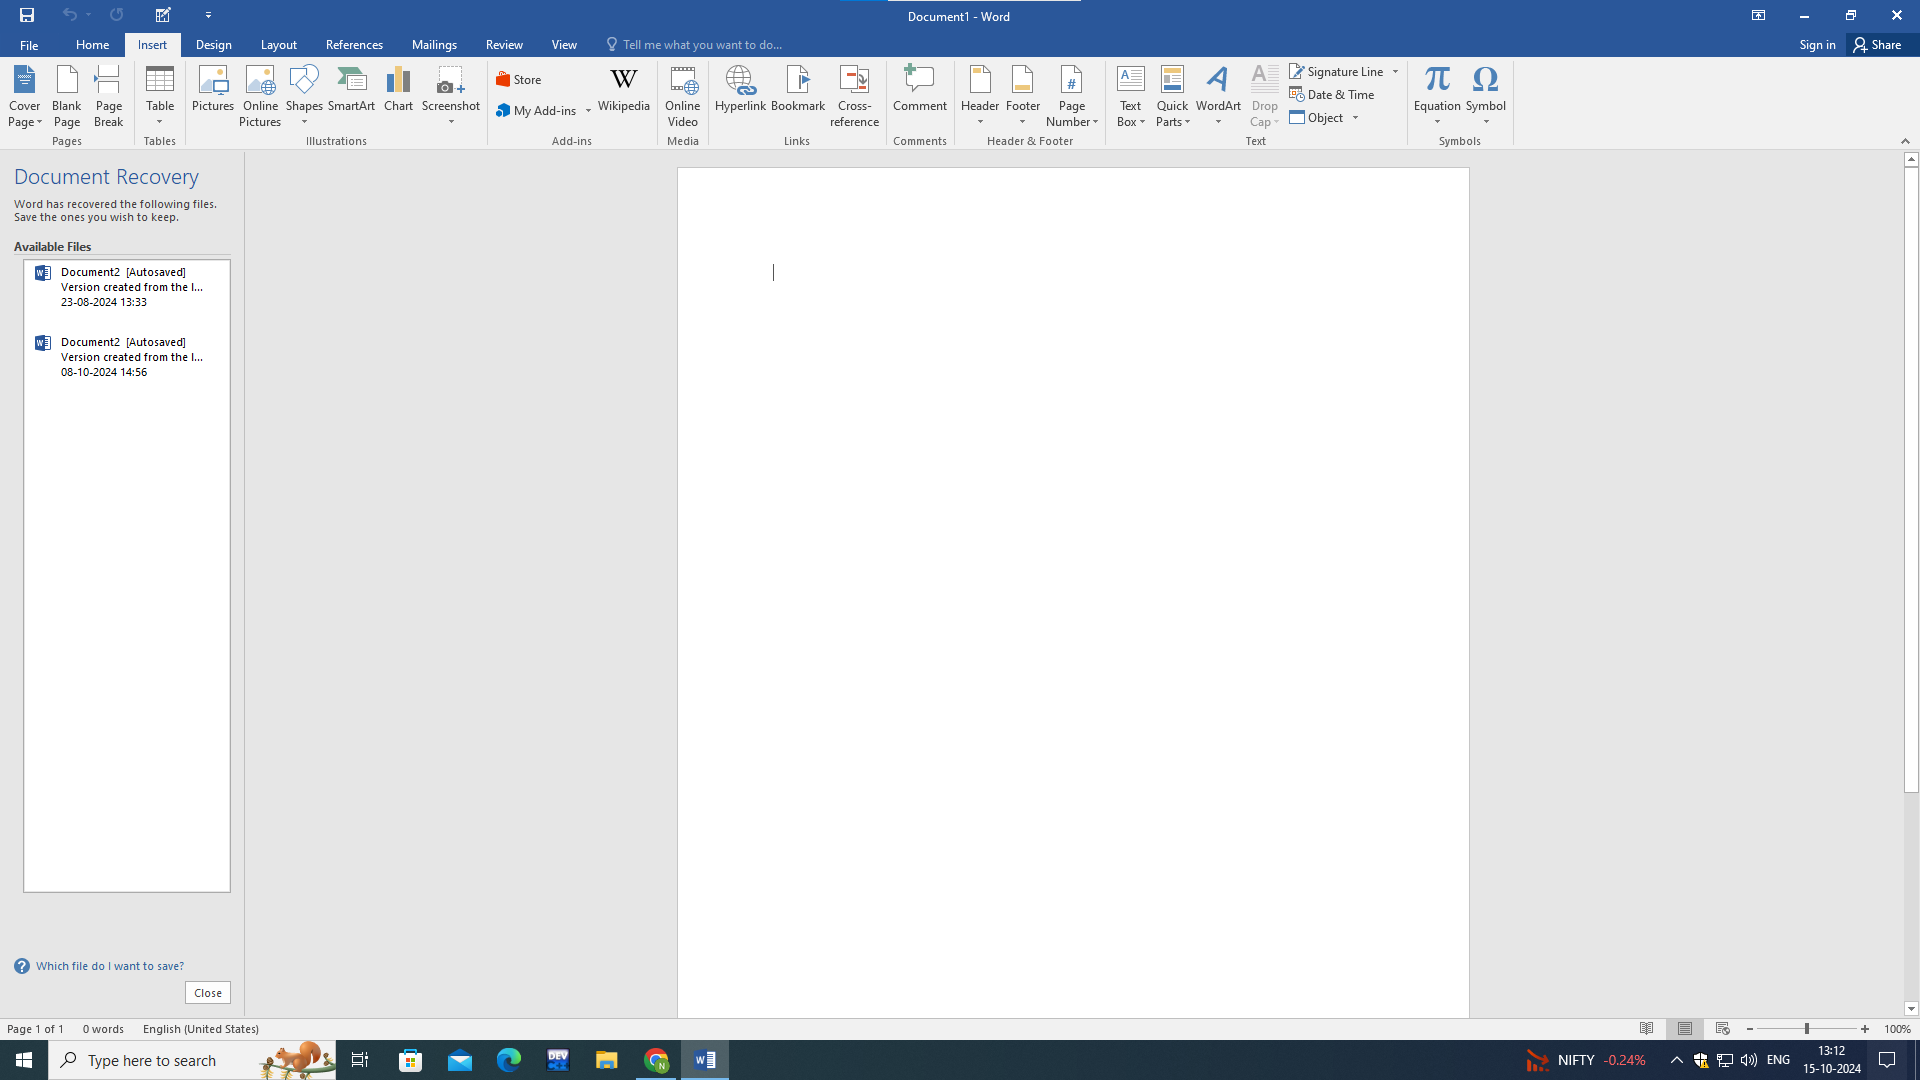 Document1 - Word
File Home Insert Design Layout References Mailings Review View Tell me what you want to do... Sign in Share
Cover Page
Blank Page
Page Break
Pages
Table
Tables
Pictures
Online Pictures
Shapes
SmartArt
Chart
Screenshot
Illustrations
Store
My Add-ins
Wikipedia
Add-ins
Online Video
Media
Hyperlink
Bookmark
Cross-reference
Links
Comment
Comments
Header
Footer
Page Number
Header & Footer
Text Box
Quick Parts
WordArt
Drop Cap
Signature Line
Date & Time
Object
Text
Equation
Symbol
Symbols
Document Recovery
Word has recovered the following files.
Save the ones you wish to keep.
Available Files
Document2 [Autosaved]
Version created from the l...
23-08-2024 13:33
Document2 [Autosaved]
Version created from the l...
08-10-2024 14:56
Which file do I want to save?
Close
Page 1 of 1 0 words English (United States) 100%
Type here to search
DEV
NIFTY -0.24%
ENG
13:12
15-10-2024